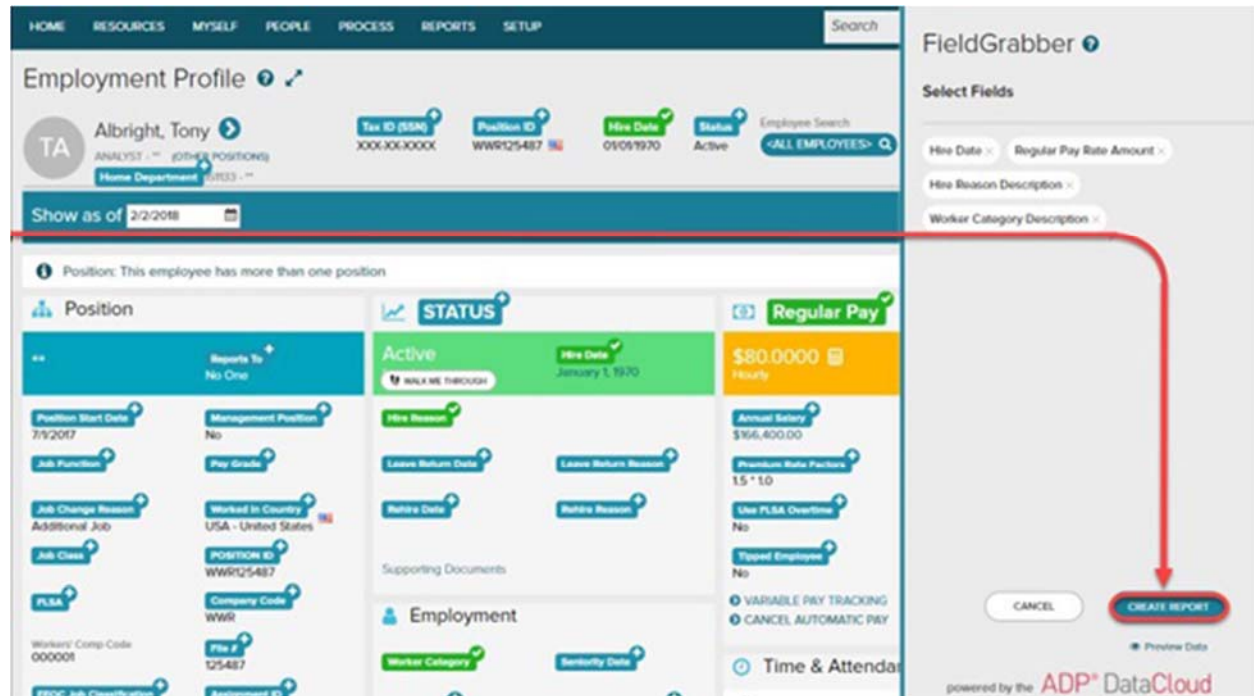 HOME RESOURCES MYSELF PEOPLE PROCESS REPORTS SETUP Search
Employment Profile
TA
Albright, Tony
ANALYST - ** (OTHER POSITIONS)
Home Department
Tax ID (SSN)
XXX-XX-XXXX
Position ID
WWR125487
Hire Date
01/01/1970
Status
Active
Employee Search
<ALL EMPLOYEES>
Show as of 2/2/2018
Position: This employee has more than one position
Position
**
Reports To
No One
Position Start Date
7/1/2017
Management Position
No
Job Function
Pay Grade
Job Change Reason
Additional Job
Worked In Country
USA - United States
Job Class
POSITION ID
WWR125487
FLSA
Company Code
WWR
Workers' Comp Code
000001
File #
125487
EEOC Job Classification
Assignment ID
STATUS
Active
WALK ME THROUGH
Hire Date
January 1, 1970
Hire Reason
Leave Return Date
Leave Return Reason
Rehire Date
Rehire Reason
Supporting Documents
Employment
Worker Category
Seniority Date
Regular Pay
$80.0000
Hourly
Annual Salary
$166,400.00
Premium Rate Factors
1.5 * 1.0
Use FLSA Overtime
No
Tipped Employee
No
VARIABLE PAY TRACKING
CANCEL AUTOMATIC PAY
Time & Attendan
FieldGrabber
Select Fields
Hire Date × Regular Pay Rate Amount ×
Hire Reason Description ×
Worker Category Description ×
CANCEL CREATE REPORT
Preview Data
powered by the ADP® DataCloud